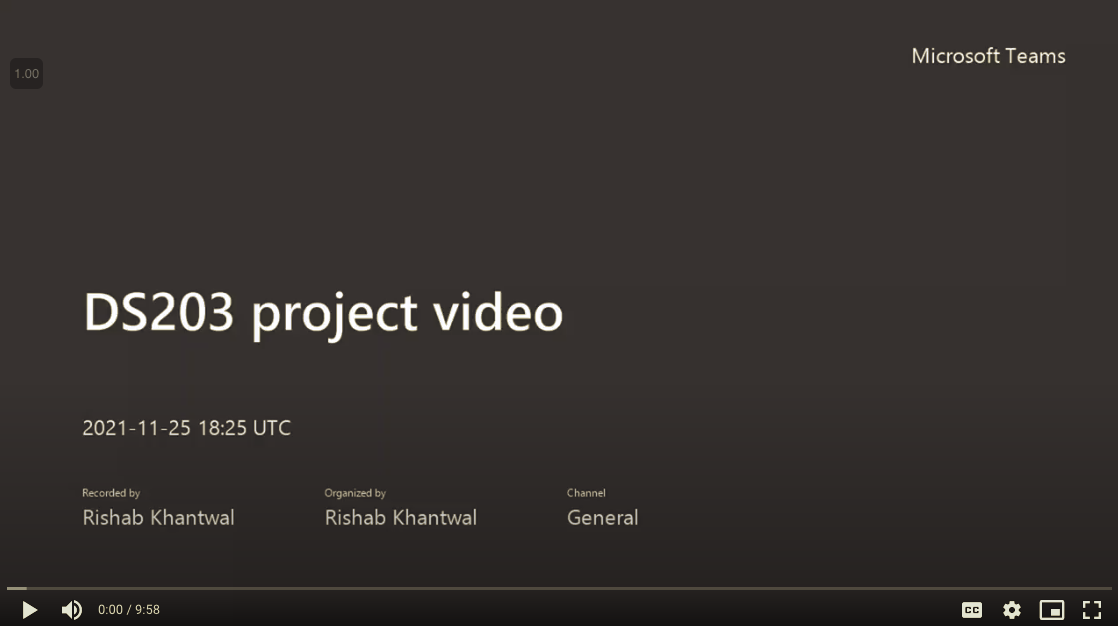 Microsoft Teams
1.00
DS203 project video
2021-11-25 18:25 UTC
Recorded by
Rishab Khantwal
Organized by
Rishab Khantwal
Channel
General
0:00 / 9:58
CC